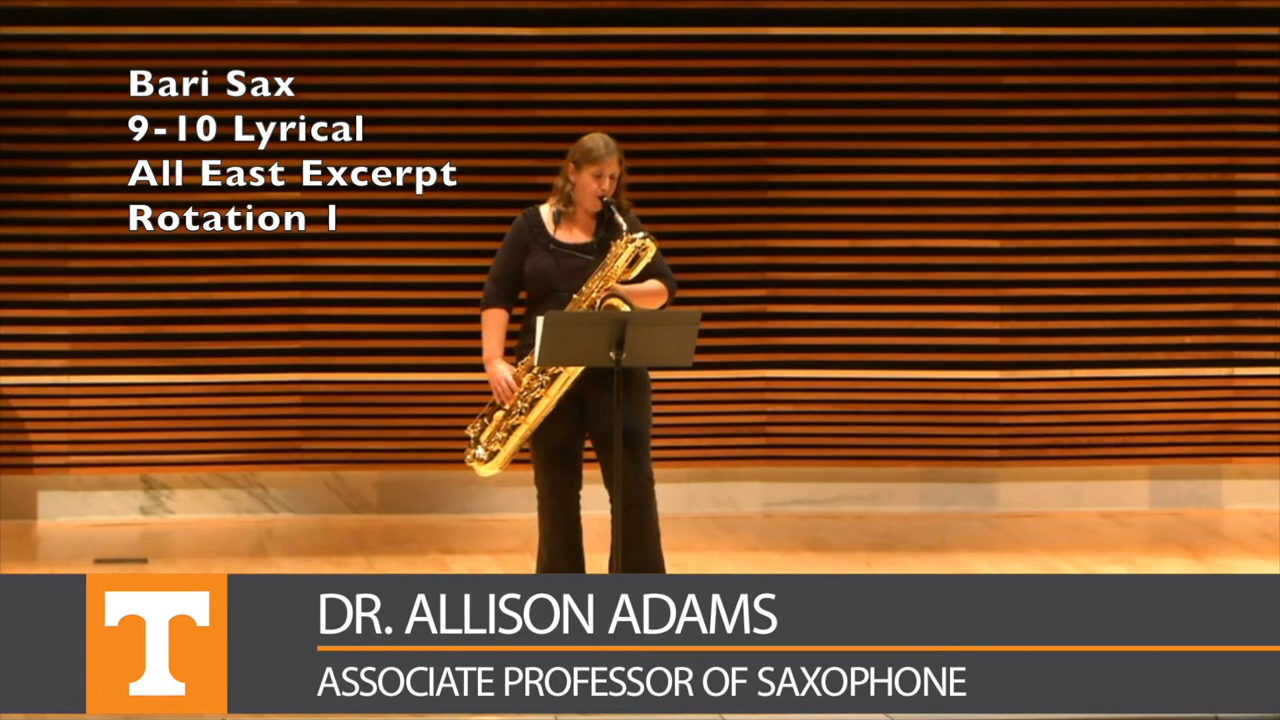 Bari Sax
9-10 Lyrical
All East Excerpt
Rotation 1
T
DR. ALLISON ADAMS
ASSOCIATE PROFESSOR OF SAXOPHONE